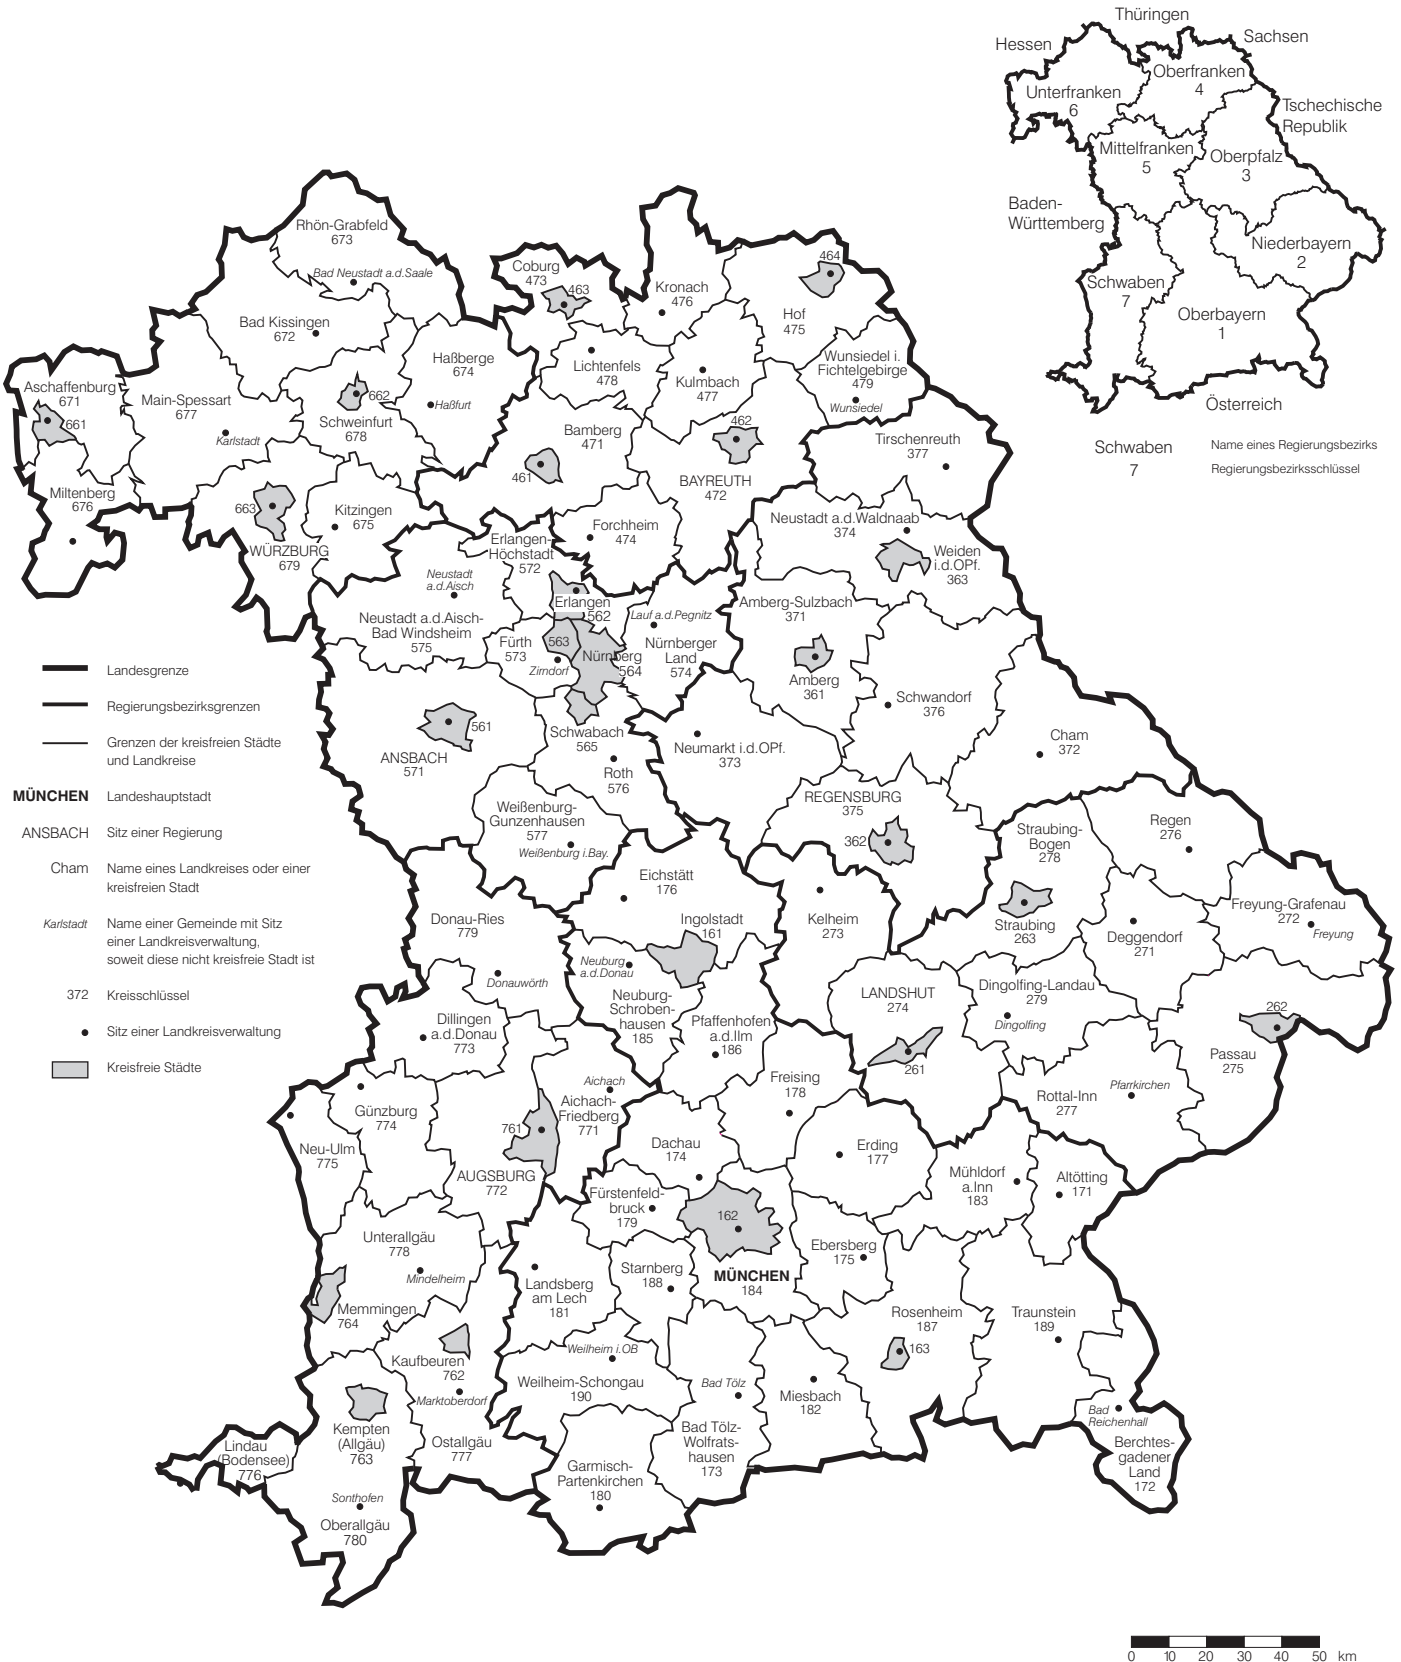 Thüringen
Hessen
Sachsen
Oberfranken
4
Unterfranken
6
Tschechische
Republik
Mittelfranken
5
Oberpfalz
3
Baden-
Württemberg
Niederbayern
2
Schwaben
7
Oberbayern
1
Österreich
Schwaben
7
Name eines Regierungsbezirks
Regierungsbezirksschlüssel
Rhön-Grabfeld
673
Bad Neustadt a.d.Saale
Coburg
473
463
Kronach
476
464
Hof
475
Bad Kissingen
672
Haßberge
674
Haßfurt
Lichtenfels
478
Kulmbach
477
Wunsiedel i.
Fichtelgebirge
479
Wunsiedel
Aschaffenburg
671
661
Main-Spessart
677
Karlstadt
662
Schweinfurt
678
Bamberg
471
461
462
BAYREUTH
472
Tirschenreuth
377
Miltenberg
676
663
WÜRZBURG
679
Kitzingen
675
Forchheim
474
Erlangen-
Höchstadt
572
Neustadt a.d.Waldnaab
374
Weiden
i.d.OPf.
363
Neustadt
a.d.Aisch
Neustadt a.d.Aisch-
Bad Windsheim
575
Erlangen
562
Lauf a.d.Pegnitz
Nürnberger
Land
574
Amberg-Sulzbach
371
Fürth
573
563
Zirndorf
Nürnberg
564
Amberg
361
Schwandorf
376
Cham
372
561
ANSBACH
571
Schwabach
565
Roth
576
Neumarkt i.d.OPf.
373
Weißenburg-
Gunzenhausen
577
Weißenburg i.Bay.
REGENSBURG
375
362
Straubing-
Bogen
278
Regen
276
Landesgrenze
Regierungsbezirksgrenzen
Grenzen der kreisfreien Städte
und Landkreise
MÜNCHEN Landeshauptstadt
ANSBACH Sitz einer Regierung
Cham Name eines Landkreises oder einer
kreisfreien Stadt
Karlstadt Name einer Gemeinde mit Sitz
einer Landkreisverwaltung,
soweit diese nicht kreisfreie Stadt ist
372 Kreisschlüssel
Sitz einer Landkreisverwaltung
Kreisfreie Städte
Eichstätt
176
Donau-Ries
779
Donauwörth
Ingolstadt
161
Neuburg
a.d.Donau
Neuburg-
Schroben-
hausen
185
Kelheim
273
Straubing
263
Deggendorf
271
Freyung-Grafenau
272
Freyung
LANDSHUT
274
261
Dingolfing-Landau
279
Dingolfing
262
Passau
275
Dillingen
a.d.Donau
773
Pfaffenhofen
a.d.Ilm
186
Freising
178
Rottal-Inn
277
Pfarrkirchen
Günzburg
774
Neu-Ulm
775
Aichach
Aichach-
Friedberg
771
761
AUGSBURG
772
Dachau
174
Erding
177
Mühldorf
a.Inn
183
Altötting
171
Fürstenfeld-
bruck
179
162
MÜNCHEN
184
Ebersberg
175
Unterallgäu
778
Mindelheim
Memmingen
764
Landsberg
am Lech
181
Starnberg
188
Rosenheim
187
163
Traunstein
189
Kaufbeuren
762
Marktoberdorf
Ostallgäu
777
Weilheim i.OB
Weilheim-Schongau
190
Bad Tölz
Bad Tölz-
Wolfrats-
hausen
173
Miesbach
182
Bad
Reichenhall
Berchtes-
gadener
Land
172
Kempten
(Allgäu)
763
Lindau
(Bodensee)
776
Sonthofen
Oberallgäu
780
Garmisch-
Partenkirchen
180
0 10 20 30 40 50 km